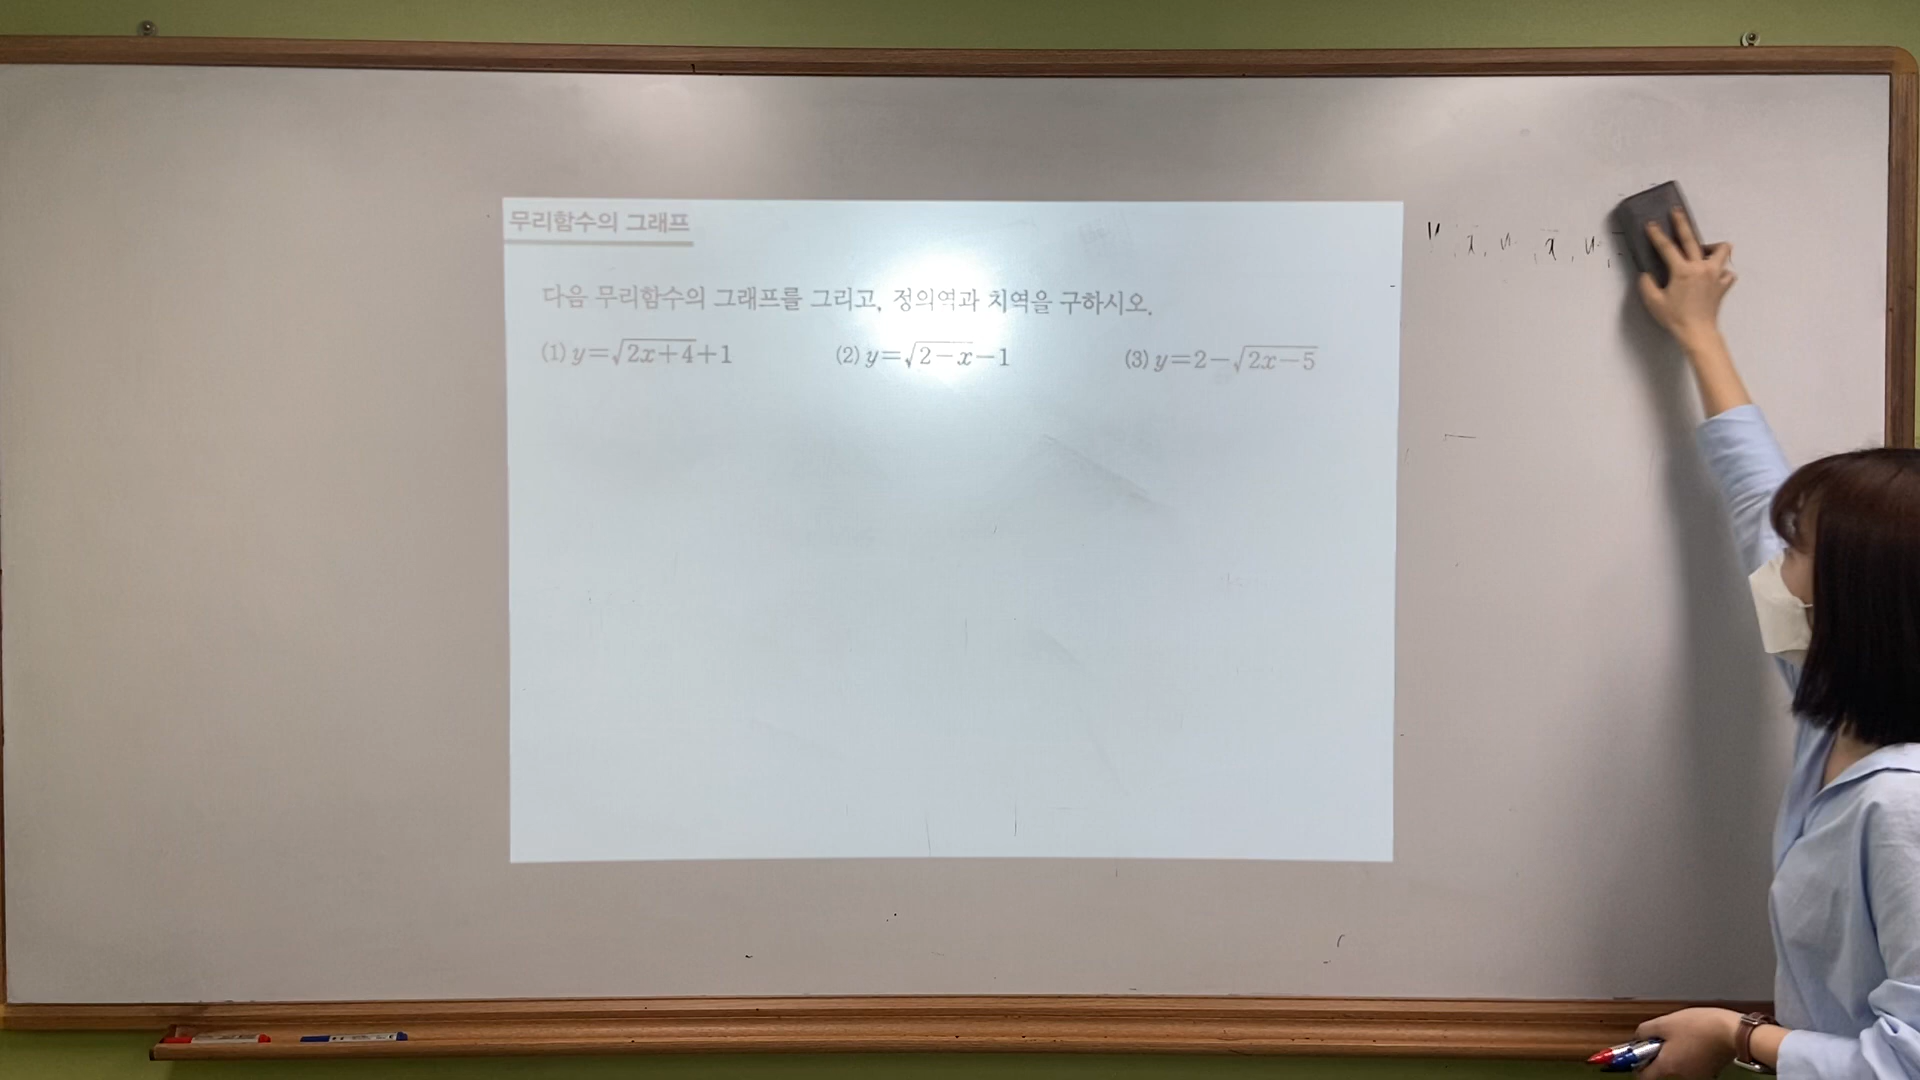 무리함수의 그래프
다음 무리함수의 그래프를 그리고, 정의역과 치역을 구하시오.
(1) y=√(2x+4)+1 (2) y=√(2-x)-1 (3) y=2-√(2x-5)